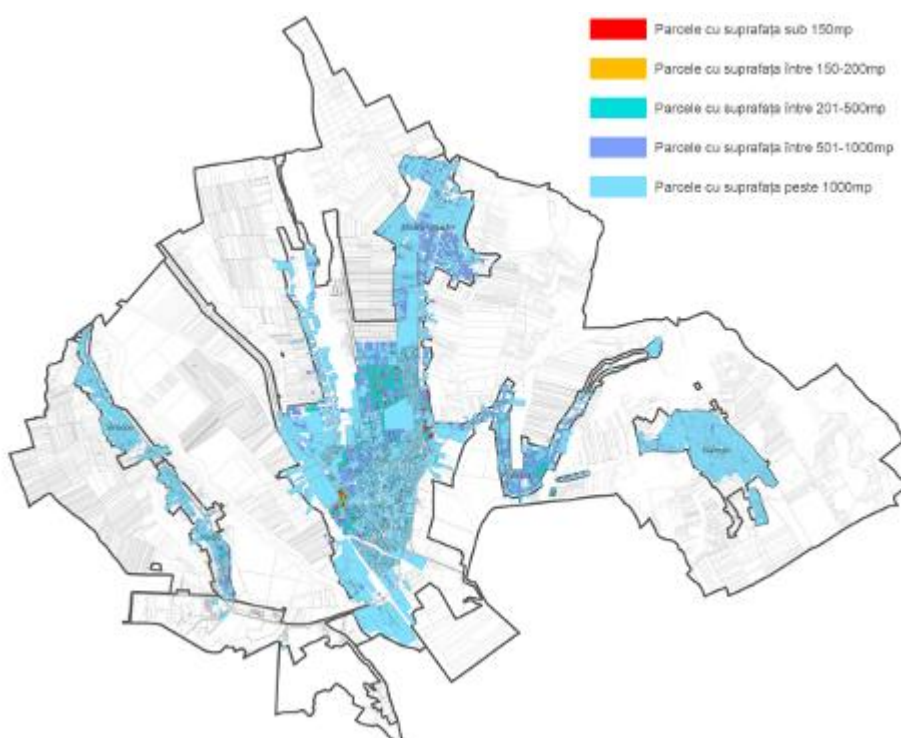 Parcele cu suprafața sub 150mp
Parcele cu suprafața între 150-200mp
Parcele cu suprafața între 201-500mp
Parcele cu suprafața între 501-1000mp
Parcele cu suprafața peste 1000mp